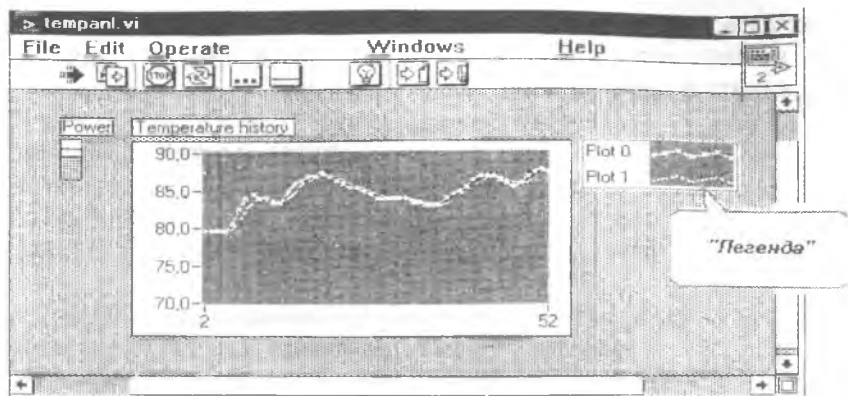 tempanl.vi
File Edit Operate Windows Help
STOP
2
Power
Temperature history
90,0
85,0
80,0
75,0
70,0
2 52
Plot 0
Plot 1
"Легенда"